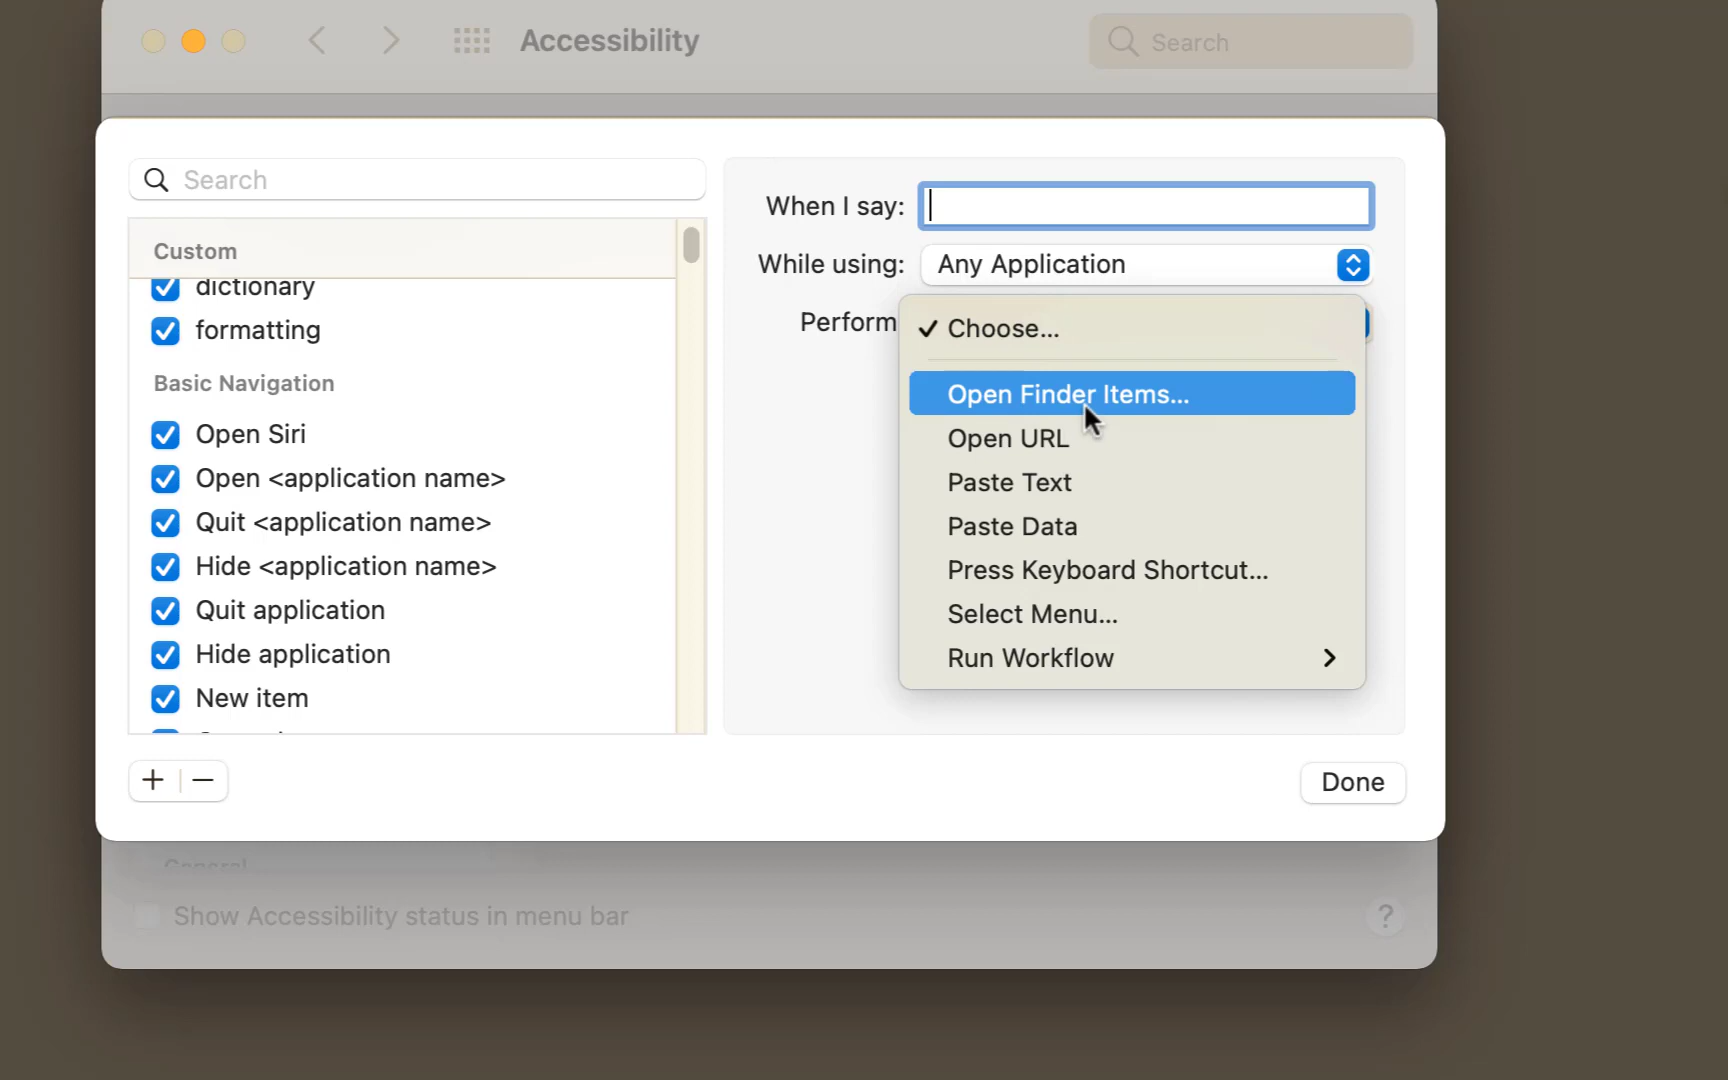 Accessibility
Search
Search
Custom
dictionary
formatting
Basic Navigation
Open Siri
Open <application name>
Quit <application name>
Hide <application name>
Quit application
Hide application
New item
When I say:
While using: Any Application
Perform
✓ Choose...
Open Finder Items...
Open URL
Paste Text
Paste Data
Press Keyboard Shortcut...
Select Menu...
Run Workflow
+ −
Done
General
Show Accessibility status in menu bar
?